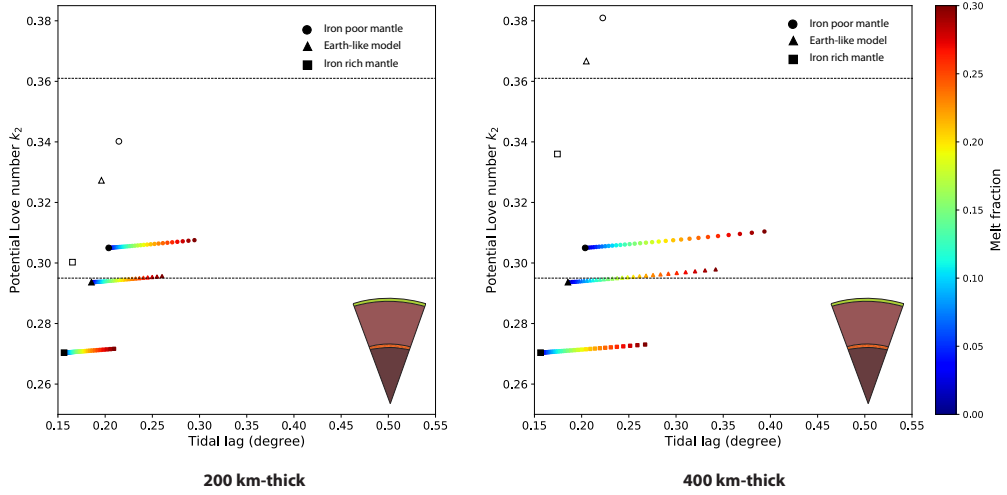 0.38
0.36
0.34
0.32
0.30
0.28
0.26
Potential Love number k₂
Iron poor mantle
Earth-like model
Iron rich mantle
0.15 0.20 0.25 0.30 0.35 0.40 0.45 0.50 0.55
Tidal lag (degree)
200 km-thick
0.38
0.36
0.34
0.32
0.30
0.28
0.26
Potential Love number k₂
Iron poor mantle
Earth-like model
Iron rich mantle
0.15 0.20 0.25 0.30 0.35 0.40 0.45 0.50 0.55
Tidal lag (degree)
400 km-thick
0.30
0.25
0.20
0.15
0.10
0.05
0.00
Melt fraction